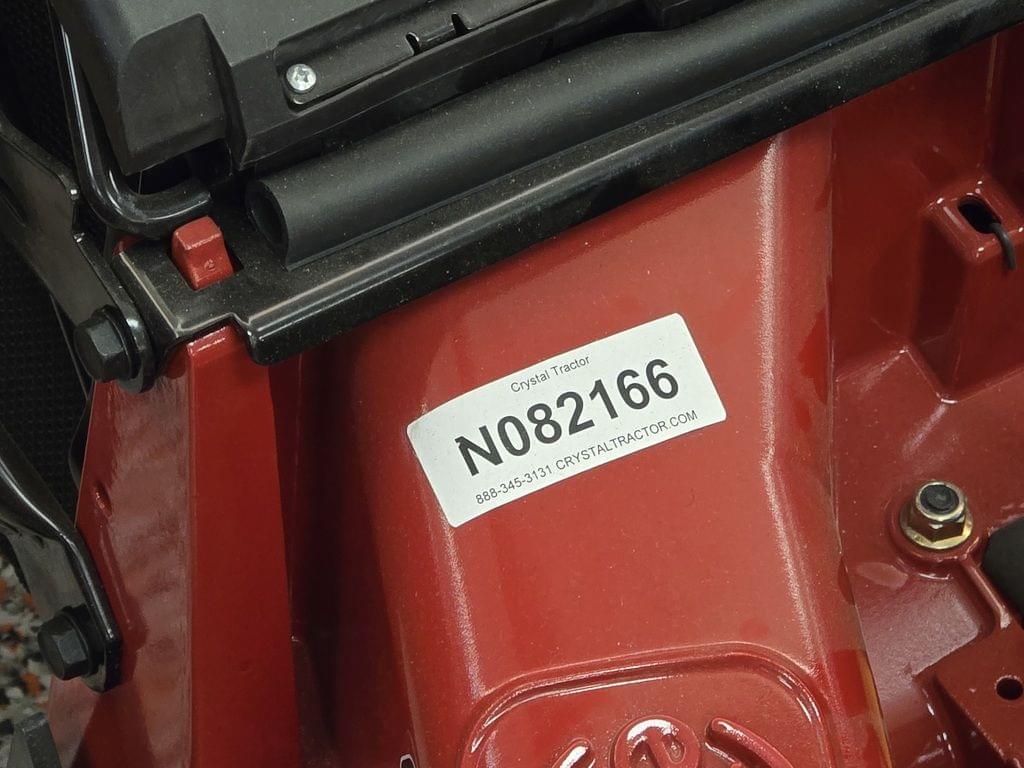 Crystal Tractor
N082166
888-345-3131 CRYSTALTRACTOR.COM